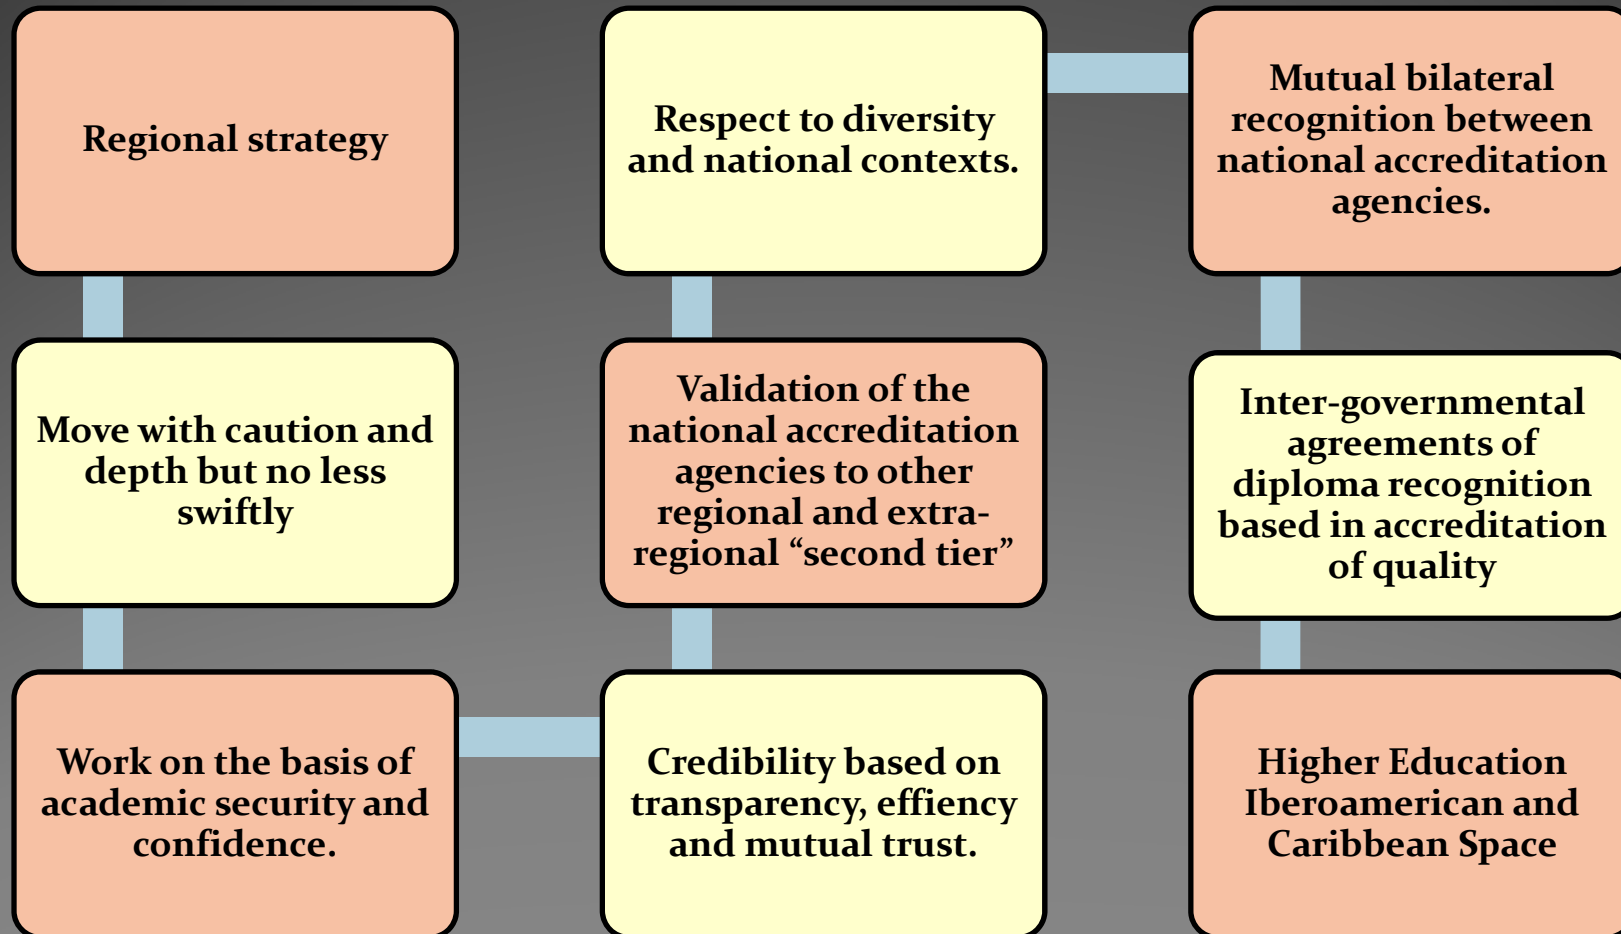 Regional strategy
Move with caution and
depth but no less
swiftly
Work on the basis of
academic security and
confidence.
Credibility based on
transparency, effiency
and mutual trust.
Validation of the
national accreditation
agencies to other
regional and extra-
regional “second tier”
Respect to diversity
and national contexts.
Mutual bilateral
recognition between
national accreditation
agencies.
Inter-governmental
agreements of
diploma recognition
based in accreditation
of quality
Higher Education
Iberoamerican and
Caribbean Space